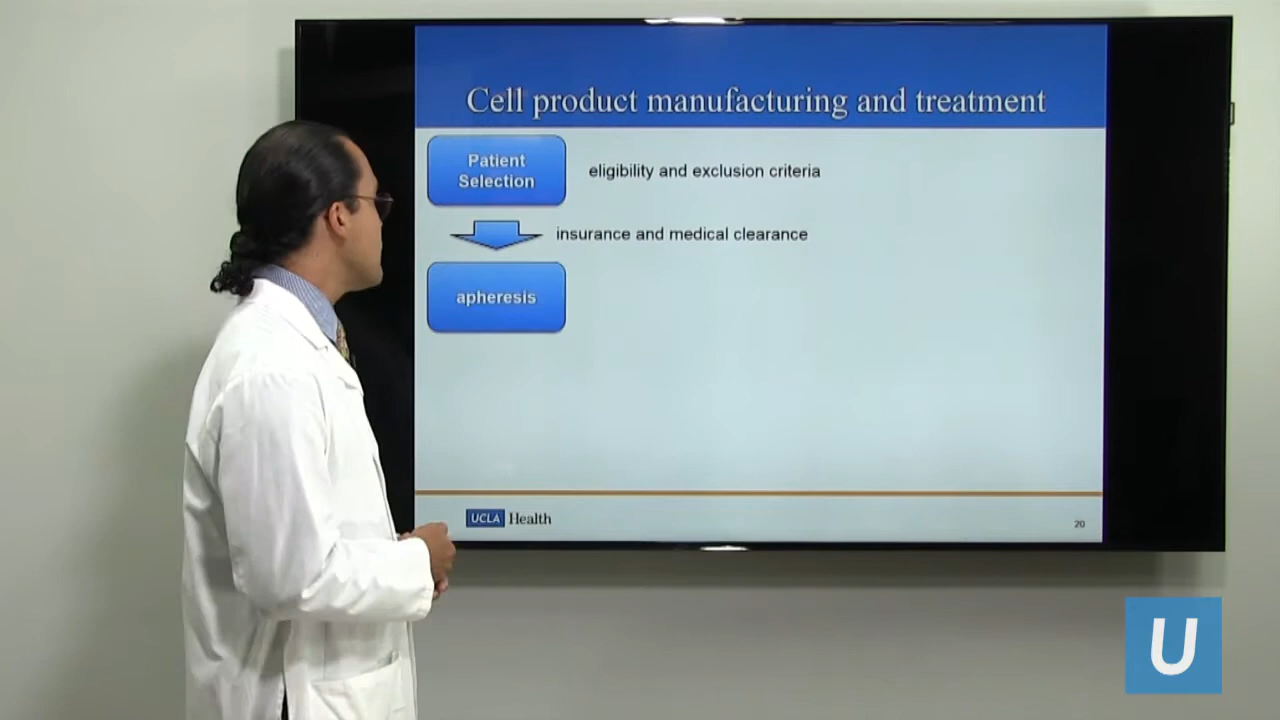 Cell product manufacturing and treatment
Patient
Selection
eligibility and exclusion criteria
insurance and medical clearance
apheresis
UCLA Health
20
U